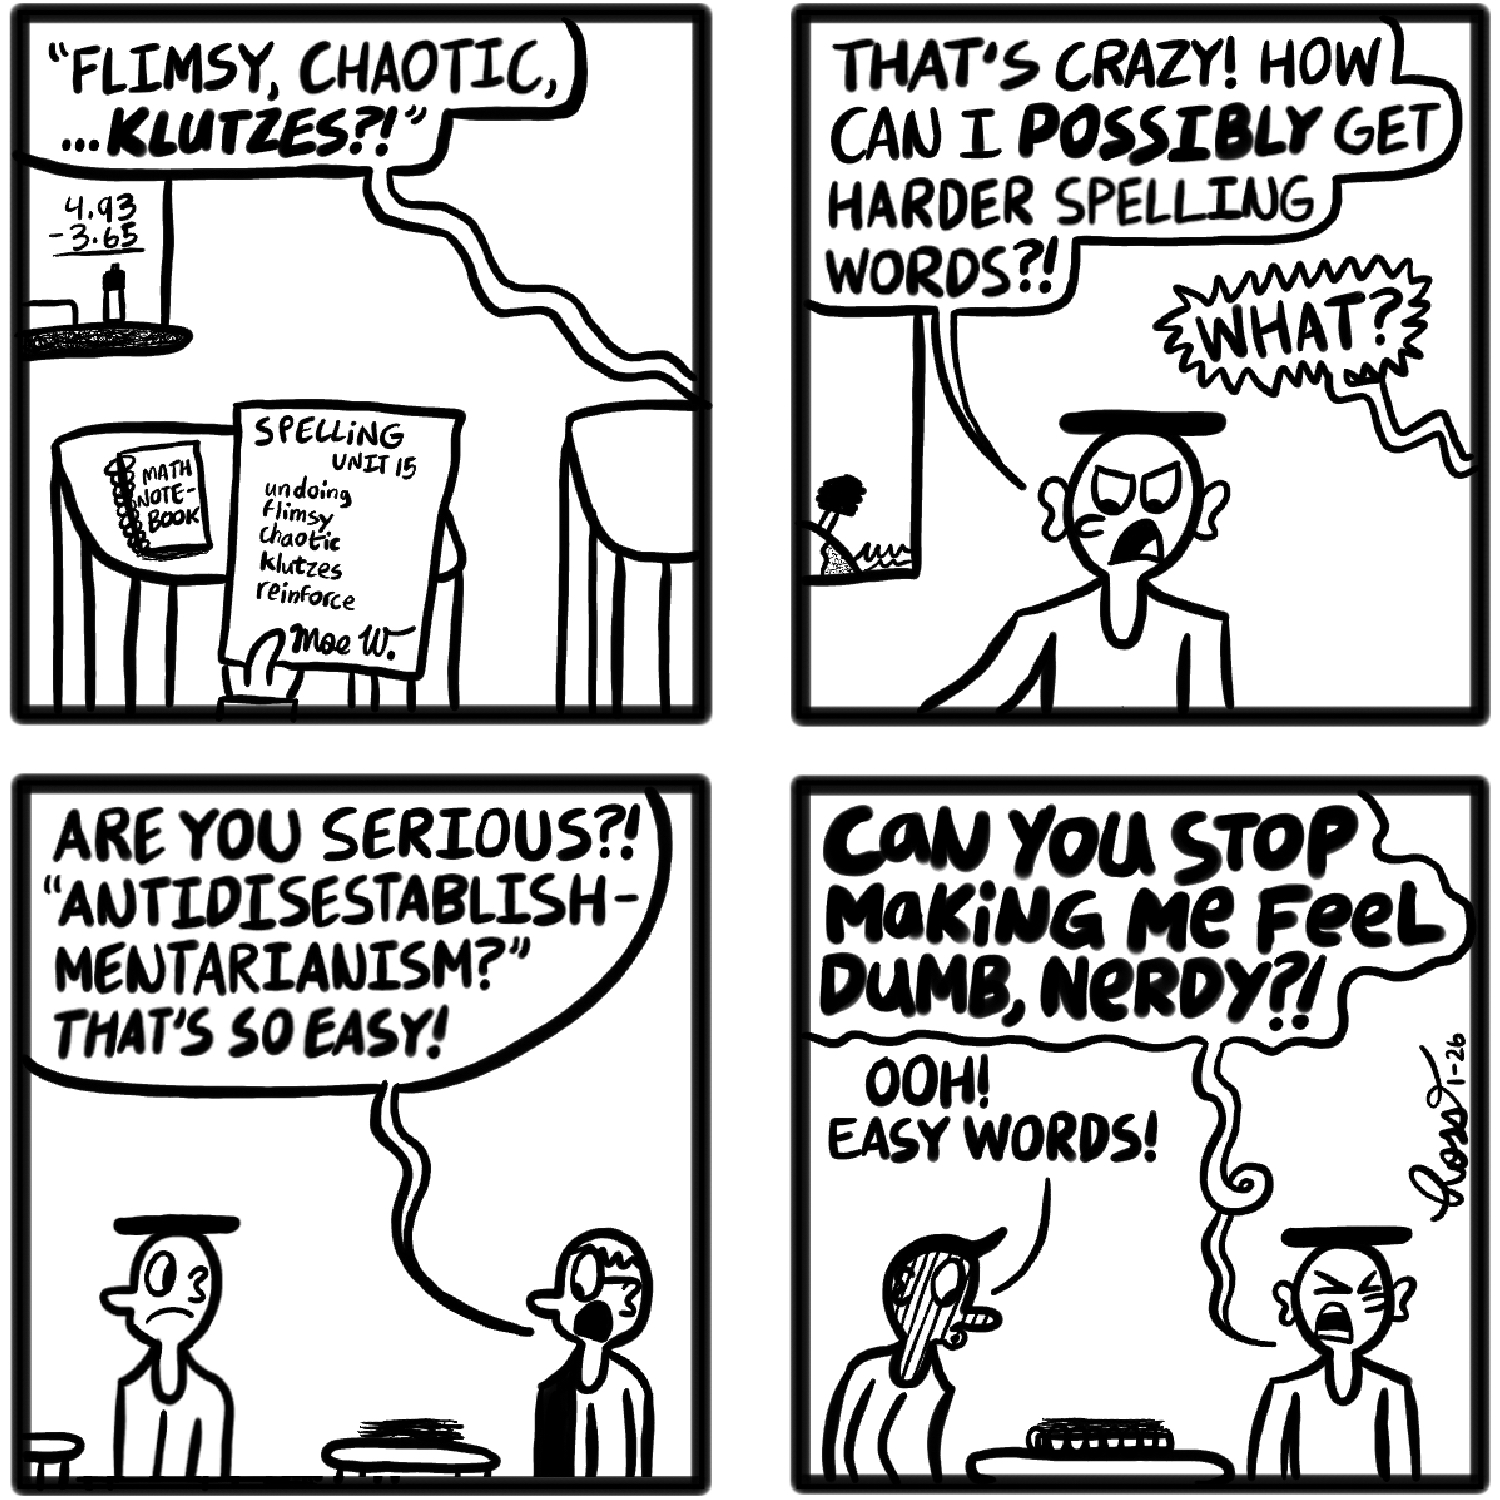 “FLIMSY, CHAOTIC,
...KLUTZES?!”
4.93
-3.65
MATH
NOTE-
BOOK
SPELLiNG
UNIT 15
undoing
flimsy
chaotic
klutzes
reinforce
Moe W.
THAT'S CRAZY! HOW
CAN I POSSIBLY GET
HARDER SPELLING
WORDS?!
WHAT?
ARE YOU SERIOUS?!
“ANTIDISESTABLISH-
MENTARIANISM?”
THAT'S SO EASY!
CaN YOU STOP
MaKiNG Me FeeL
DUMB, NeRDY?!
OOH!
EASY WORDS!
1-26